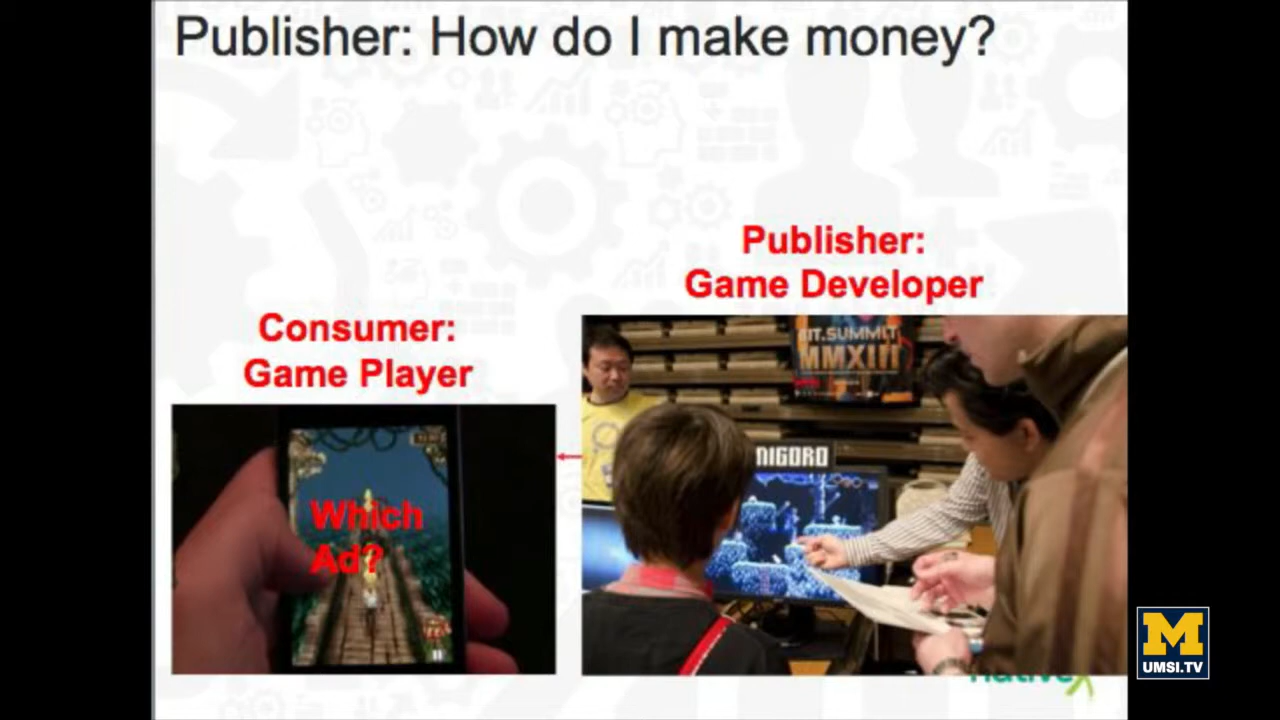 Publisher: How do I make money?
Publisher:
Game Developer
Consumer:
Game Player
BIT.SUMMIT
MMXIII
NIGORO
Which
Ad?
nativeX
M
UMSI.TV